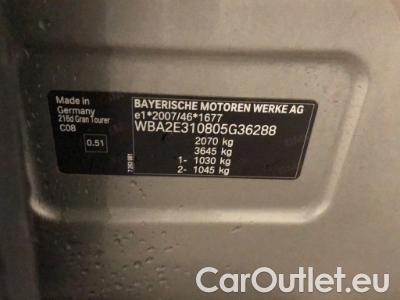 Made in
Germany
216d Gran Tourer
C08
0.51
BAYERISCHE MOTOREN WERKE AG
e1*2007/46*1677
WBA2E310805G36288
2070 kg
3645 kg
1- 1030 kg
2- 1045 kg
CarOutlet.eu